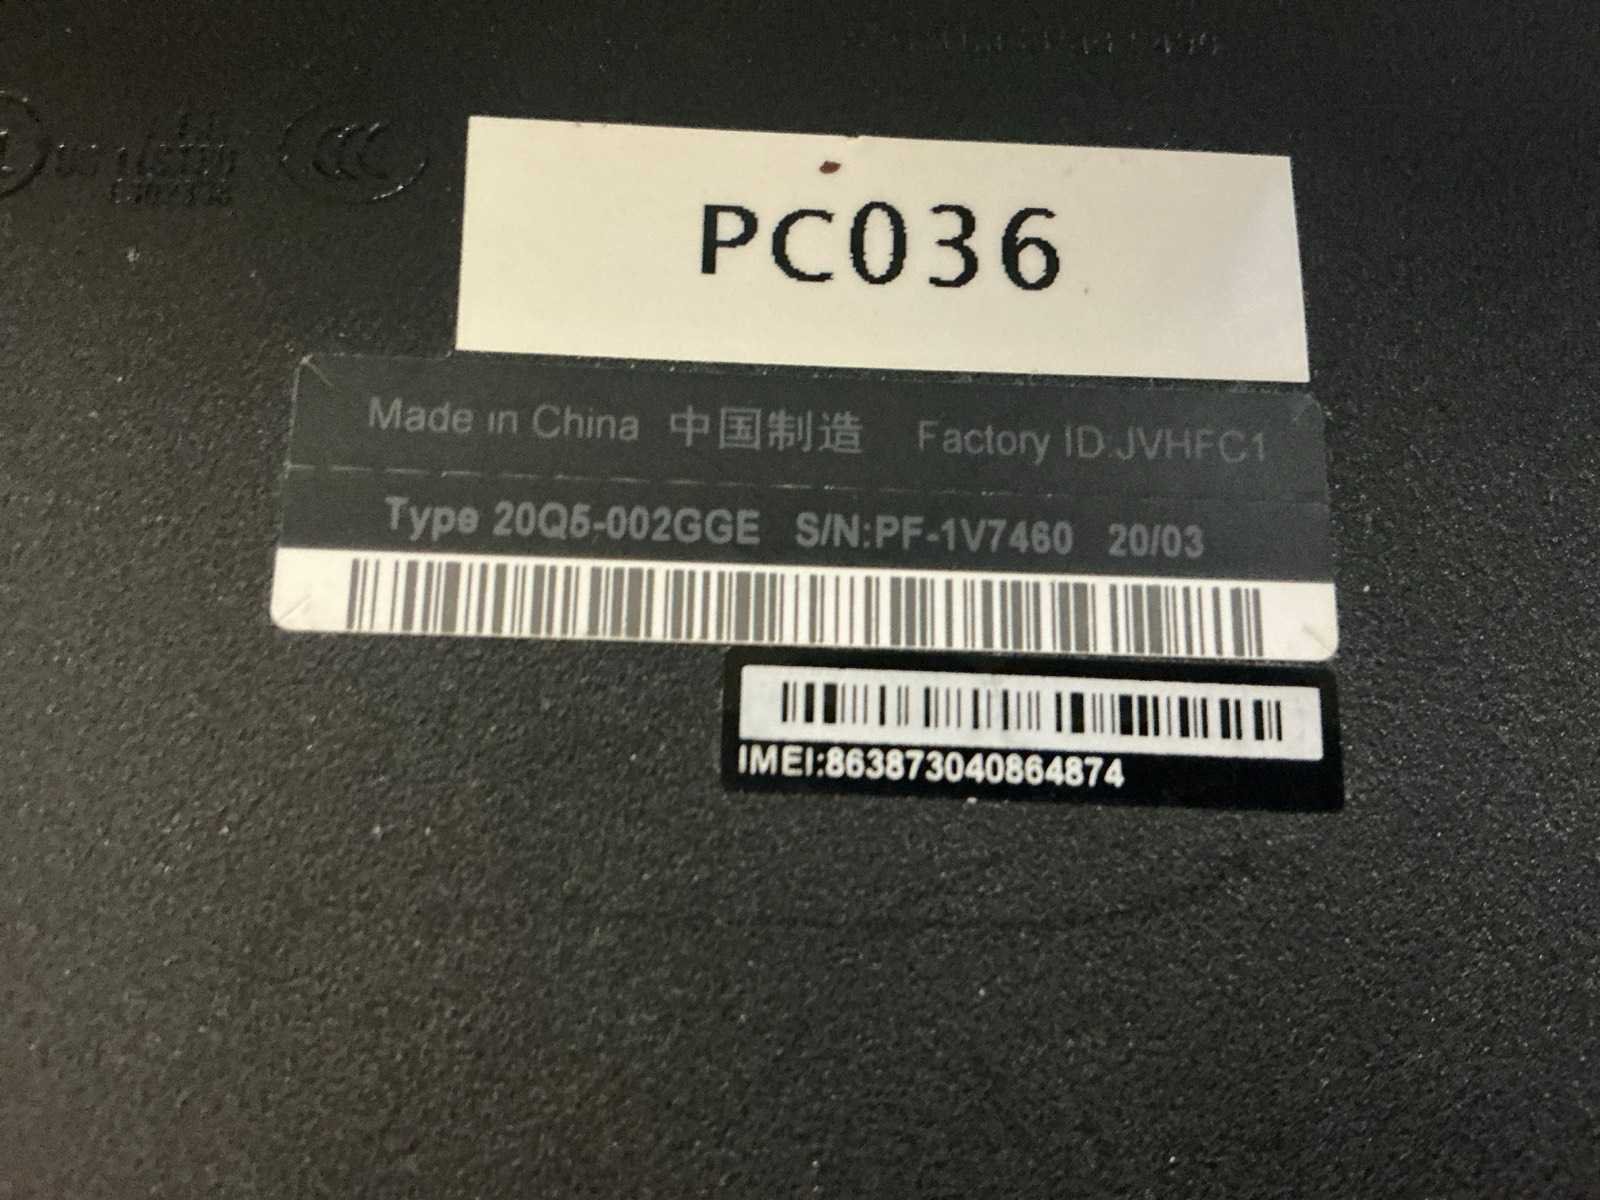 PC036
Made in China 中国制造 Factory ID:JVHFC1
Type 20Q5-002GGE S/N:PF-1V7460 20/03
IMEI:863873040864874